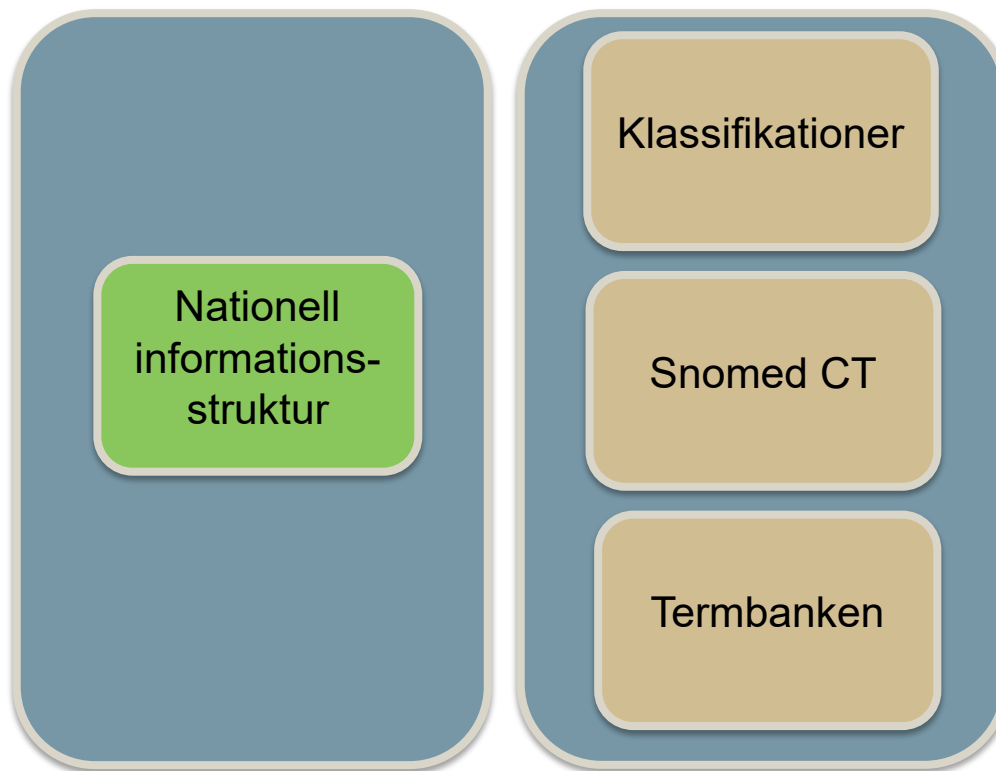 Nationell
informations-
struktur
Klassifikationer
Snomed CT
Termbanken